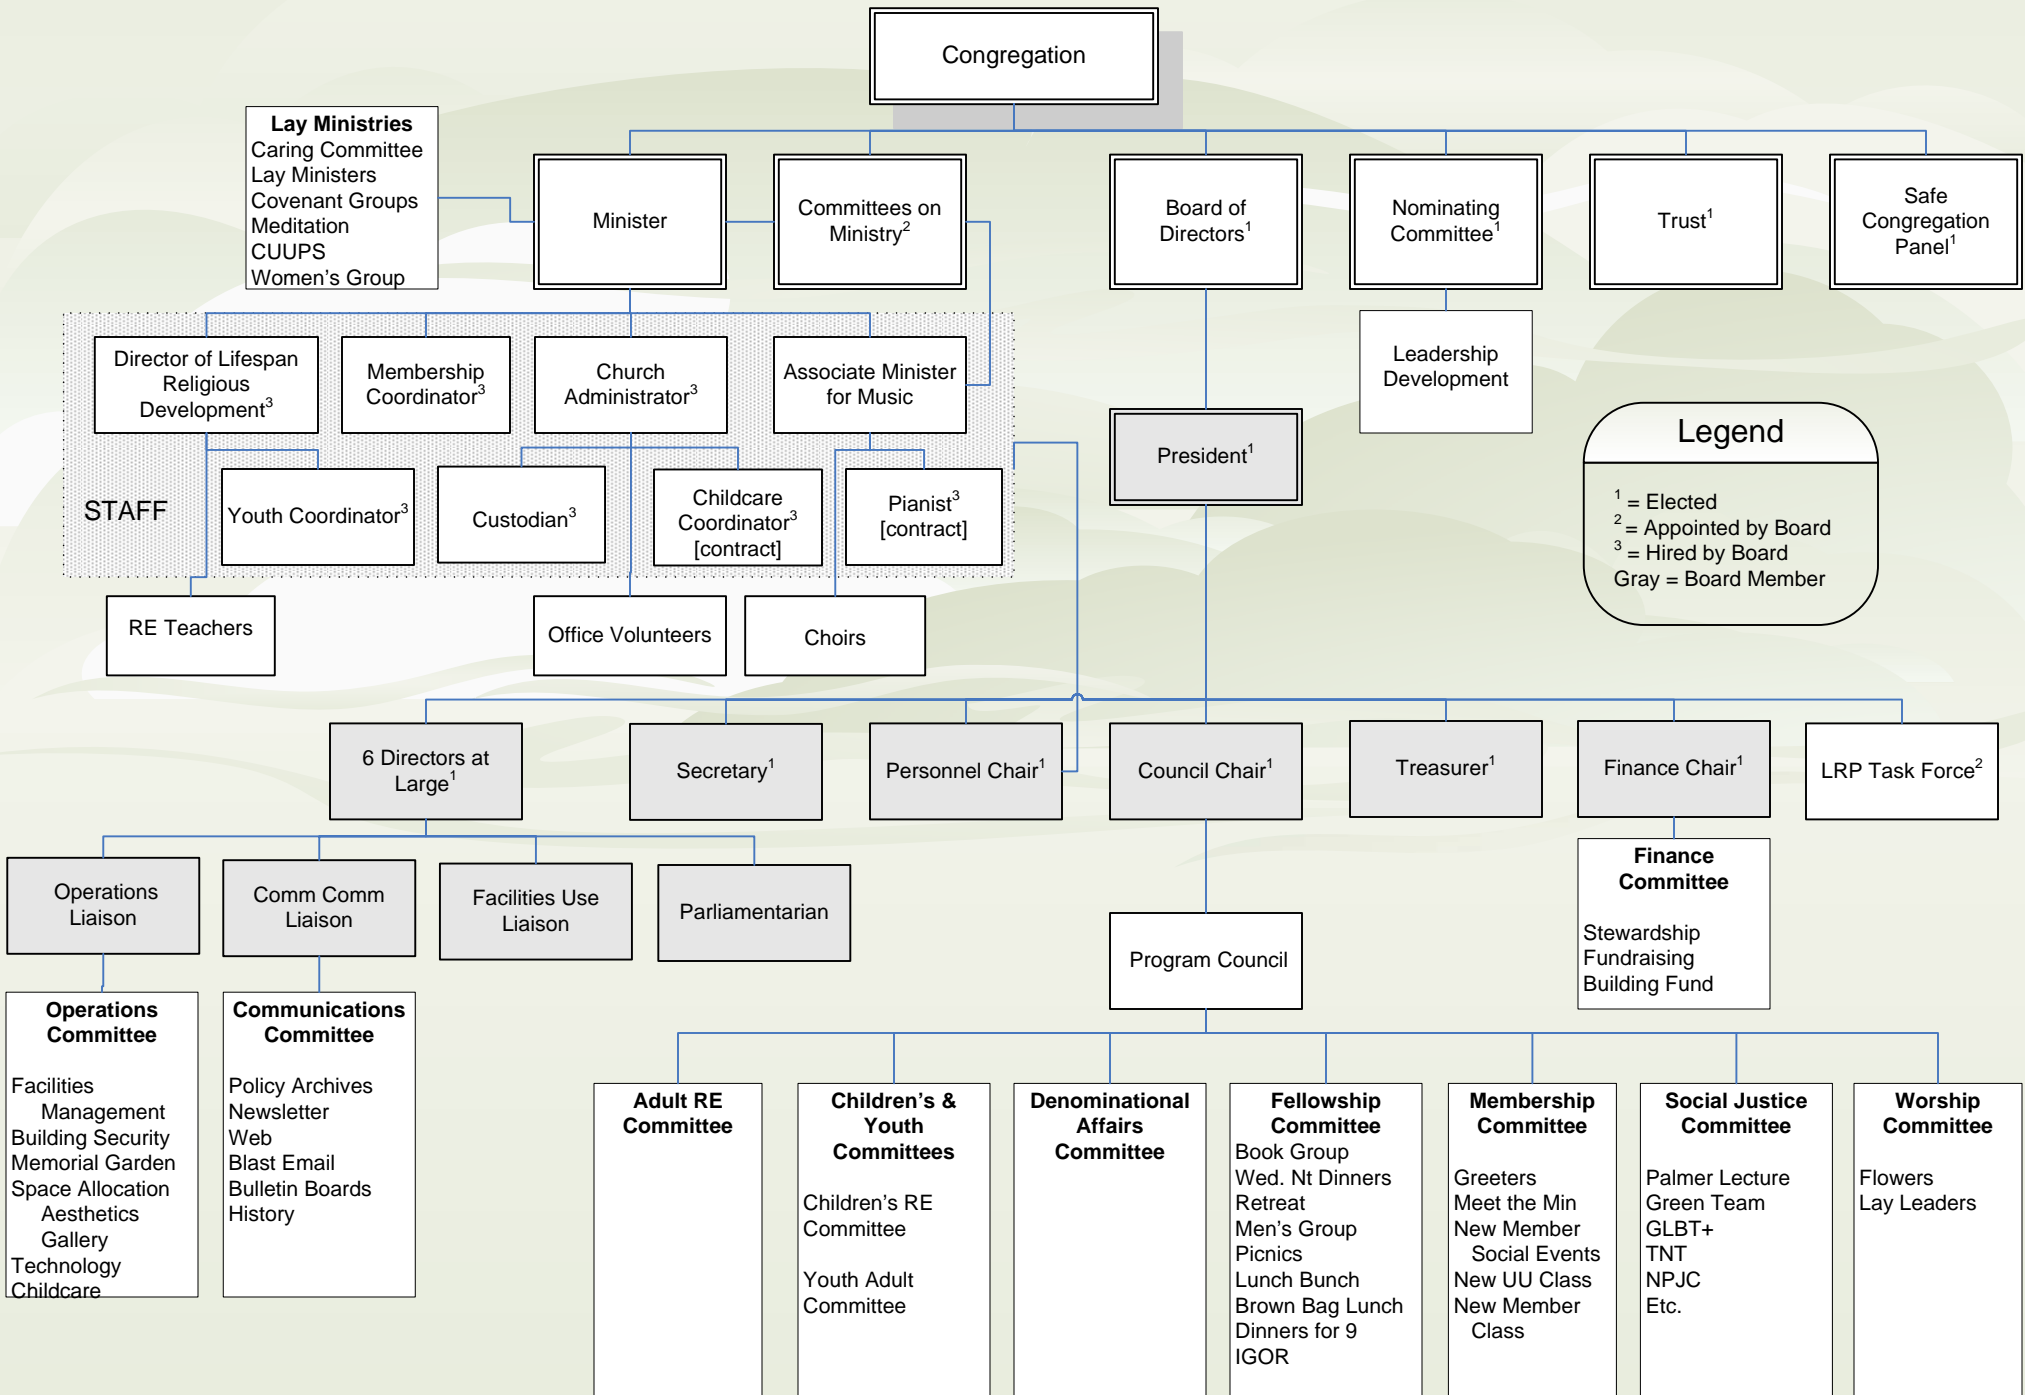 Congregation
Lay Ministries
Caring Committee
Lay Ministers
Covenant Groups
Meditation
CUUPS
Women's Group
Minister
Committees on
Ministry²
Board of
Directors¹
Nominating
Committee¹
Trust¹
Safe
Congregation
Panel¹
Director of Lifespan
Religious
Development³
Membership
Coordinator³
Church
Administrator³
Associate Minister
for Music
Leadership
Development
STAFF
Youth Coordinator³
Custodian³
Childcare
Coordinator³
[contract]
Pianist³
[contract]
President¹
Legend
¹ = Elected
² = Appointed by Board
³ = Hired by Board
Gray = Board Member
RE Teachers
Office Volunteers
Choirs
6 Directors at
Large¹
Secretary¹
Personnel Chair¹
Council Chair¹
Treasurer¹
Finance Chair¹
LRP Task Force²
Operations
Liaison
Comm Comm
Liaison
Facilities Use
Liaison
Parliamentarian
Program Council
Finance
Committee
Stewardship
Fundraising
Building Fund
Operations
Committee
Facilities
Management
Building Security
Memorial Garden
Space Allocation
Aesthetics
Gallery
Technology
Childcare
Communications
Committee
Policy Archives
Newsletter
Web
Blast Email
Bulletin Boards
History
Adult RE
Committee
Children's &
Youth
Committees
Children's RE
Committee
Youth Adult
Committee
Denominational
Affairs
Committee
Fellowship
Committee
Book Group
Wed. Nt Dinners
Retreat
Men's Group
Picnics
Lunch Bunch
Brown Bag Lunch
Dinners for 9
IGOR
Membership
Committee
Greeters
Meet the Min
New Member
Social Events
New UU Class
New Member
Class
Social Justice
Committee
Palmer Lecture
Green Team
GLBT+
TNT
NPJC
Etc.
Worship
Committee
Flowers
Lay Leaders